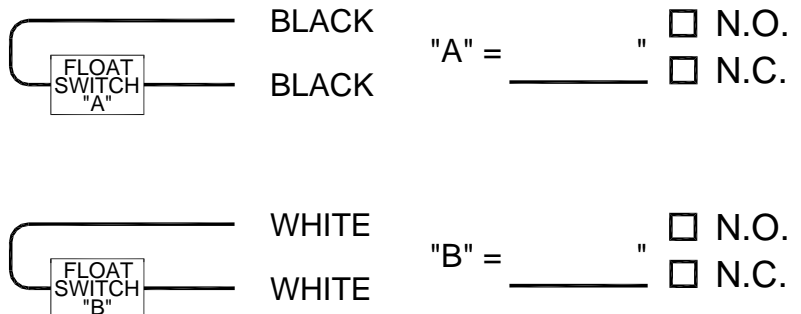 BLACK
FLOAT
SWITCH
"A"
BLACK
"A" = ________ "
☐ N.O.
☐ N.C.
WHITE
FLOAT
SWITCH
"B"
WHITE
"B" = ________ "
☐ N.O.
☐ N.C.